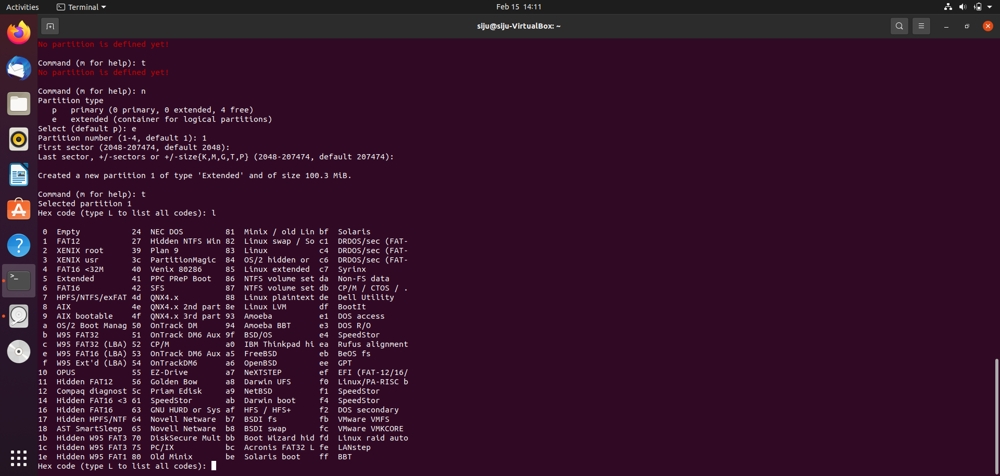 Activities Terminal Feb 15 14:11
siju@siju-VirtualBox: ~
No partition is defined yet!
Command (m for help): t
No partition is defined yet!
Command (m for help): n
Partition type
   p   primary (0 primary, 0 extended, 4 free)
   e   extended (container for logical partitions)
Select (default p): e
Partition number (1-4, default 1): 1
First sector (2048-207474, default 2048):
Last sector, +/-sectors or +/-size{K,M,G,T,P} (2048-207474, default 207474):
Created a new partition 1 of type 'Extended' and of size 100.3 MiB.
Command (m for help): t
Selected partition 1
Hex code (type L to list all codes): l
 0  Empty           24  NEC DOS         81  Minix / old Lin bf  Solaris
 1  FAT12           27  Hidden NTFS Win 82  Linux swap / So c1  DRDOS/sec (FAT-
 2  XENIX root      39  Plan 9          83  Linux           c4  DRDOS/sec (FAT-
 3  XENIX usr       3c  PartitionMagic  84  OS/2 hidden or  c6  DRDOS/sec (FAT-
 4  FAT16 <32M      40  Venix 80286     85  Linux extended  c7  Syrinx
 5  Extended        41  PPC PReP Boot   86  NTFS volume set da  Non-FS data
 6  FAT16           42  SFS             87  NTFS volume set db  CP/M / CTOS / .
 7  HPFS/NTFS/exFAT 4d  QNX4.x          88  Linux plaintext de  Dell Utility
 8  AIX             4e  QNX4.x 2nd part 8e  Linux LVM       df  BootIt
 9  AIX bootable    4f  QNX4.x 3rd part 93  Amoeba          e1  DOS access
 a  OS/2 Boot Manag 50  OnTrack DM      94  Amoeba BBT      e3  DOS R/O
 b  W95 FAT32       51  OnTrack DM6 Aux 9f  BSD/OS          e4  SpeedStor
 c  W95 FAT32 (LBA) 52  CP/M            a0  IBM Thinkpad hi ea  Rufus alignment
 e  W95 FAT16 (LBA) 53  OnTrack DM6 Aux a5  FreeBSD         eb  BeOS fs
 f  W95 Ext'd (LBA) 54  OnTrackDM6      a6  OpenBSD         ee  GPT
10  OPUS            55  EZ-Drive        a7  NeXTSTEP        ef  EFI (FAT-12/16/
11  Hidden FAT12    56  Golden Bow      a8  Darwin UFS      f0  Linux/PA-RISC b
12  Compaq diagnost 5c  Priam Edisk     a9  NetBSD          f1  SpeedStor
14  Hidden FAT16 <3 61  SpeedStor       ab  Darwin boot     f4  SpeedStor
16  Hidden FAT16    63  GNU HURD or Sys af  HFS / HFS+      f2  DOS secondary
17  Hidden HPFS/NTF 64  Novell Netware  b7  BSDI fs         fb  VMware VMFS
18  AST SmartSleep  65  Novell Netware  b8  BSDI swap       fc  VMware VMKCORE
1b  Hidden W95 FAT3 70  DiskSecure Mult bb  Boot Wizard hid fd  Linux raid auto
1c  Hidden W95 FAT3 75  PC/IX           bc  Acronis FAT32 L fe  LANstep
1e  Hidden W95 FAT1 80  Old Minix       be  Solaris boot    ff  BBT
Hex code (type L to list all codes):